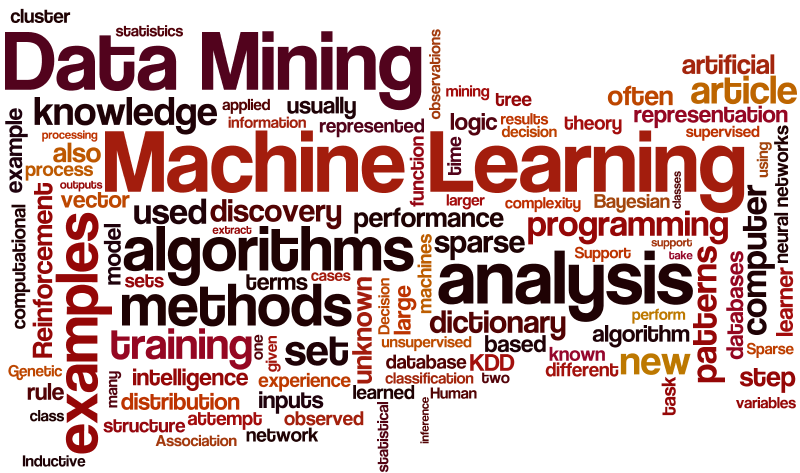 cluster
statistics
Data Mining
observations
mining
tree
artificial
often
article
knowledge
applied
usually
information
represented
logic
results
decision
theory
representation
supervised
example
processing
also
process
outputs
vector
Machine Learning
function
time
larger
complexity
Bayesian
classes
using
neural networks
computational
Reinforcement
examples
model
used
discovery
extract
performance
programming
computer
algorithms
sparse
Support
support
take
sets
terms
cases
methods
unknown
Decision
large
machines
analysis
patterns
databases
learner
dictionary
perform
algorithm
training
one
given
set
unsupervised
based
known
different
new
Sparse
Genetic
rule
many
intelligence
experience
database
KDD
classification
two
step
task
variables
class
distribution
inputs
learned
Human
structure
attempt
observed
statistical
inference
Association
network
Inductive